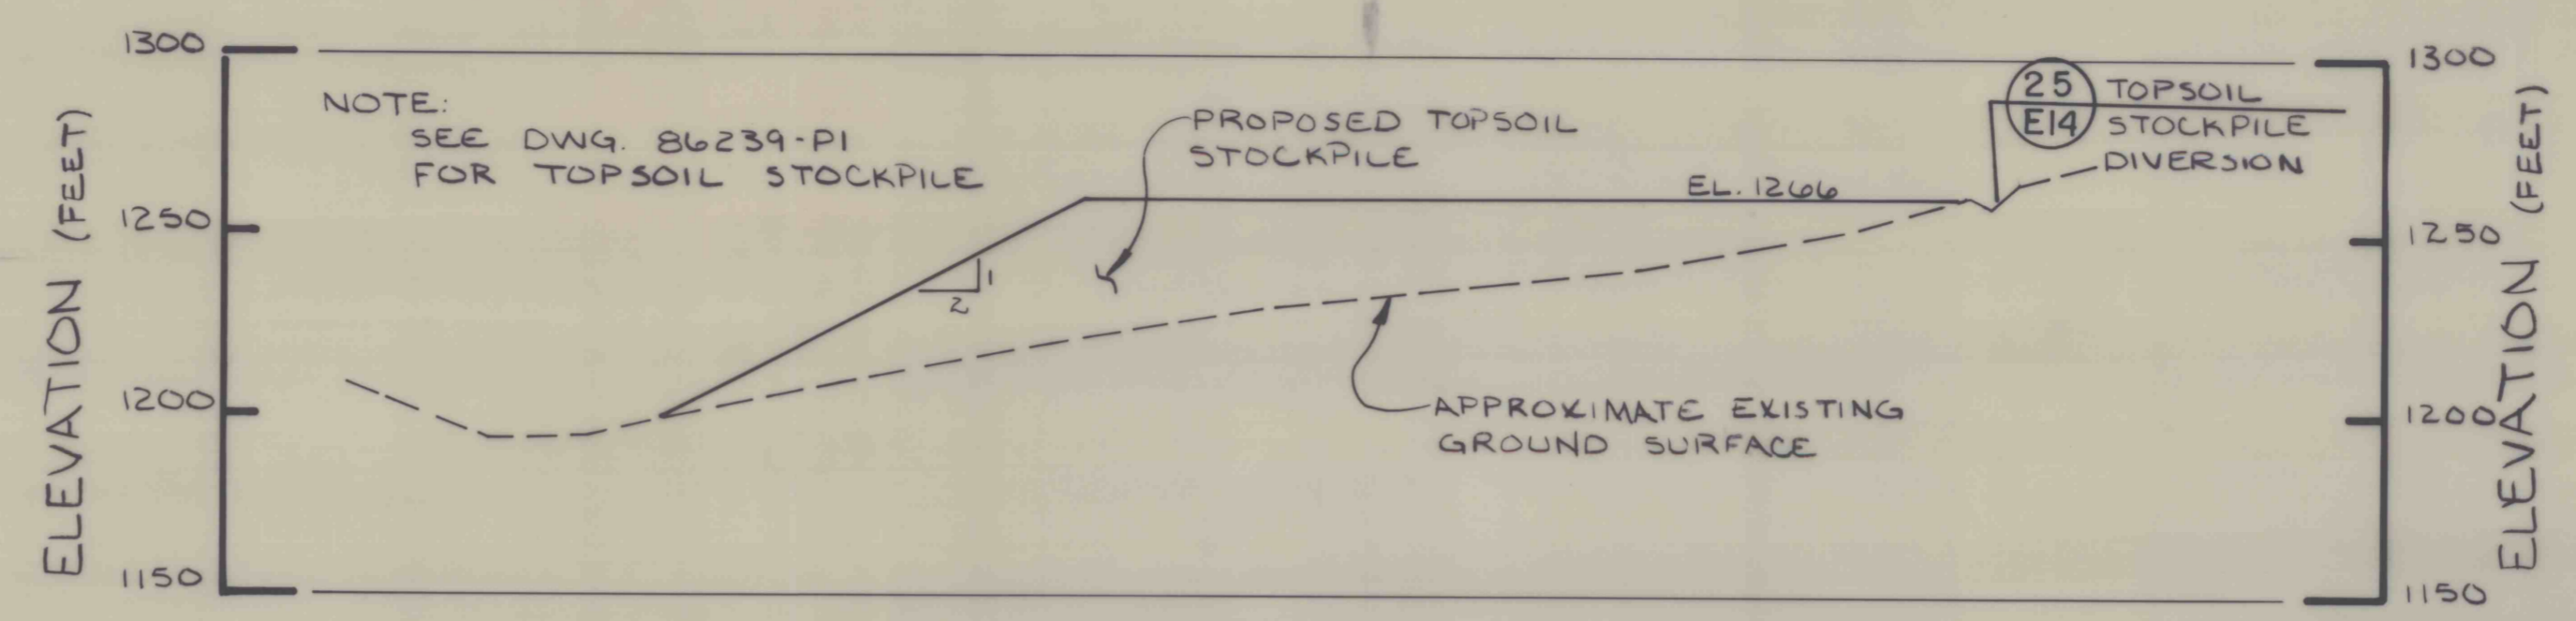 1300
1250
1200
1150
ELEVATION (FEET)
NOTE:
SEE DWG. 86239-P1
FOR TOPSOIL STOCKPILE
PROPOSED TOPSOIL
STOCKPILE
1
2
EL. 1266
25
E14
TOPSOIL
STOCKPILE
DIVERSION
APPROXIMATE EXISTING
GROUND SURFACE
1300
1250
1200
1150
ELEVATION (FEET)